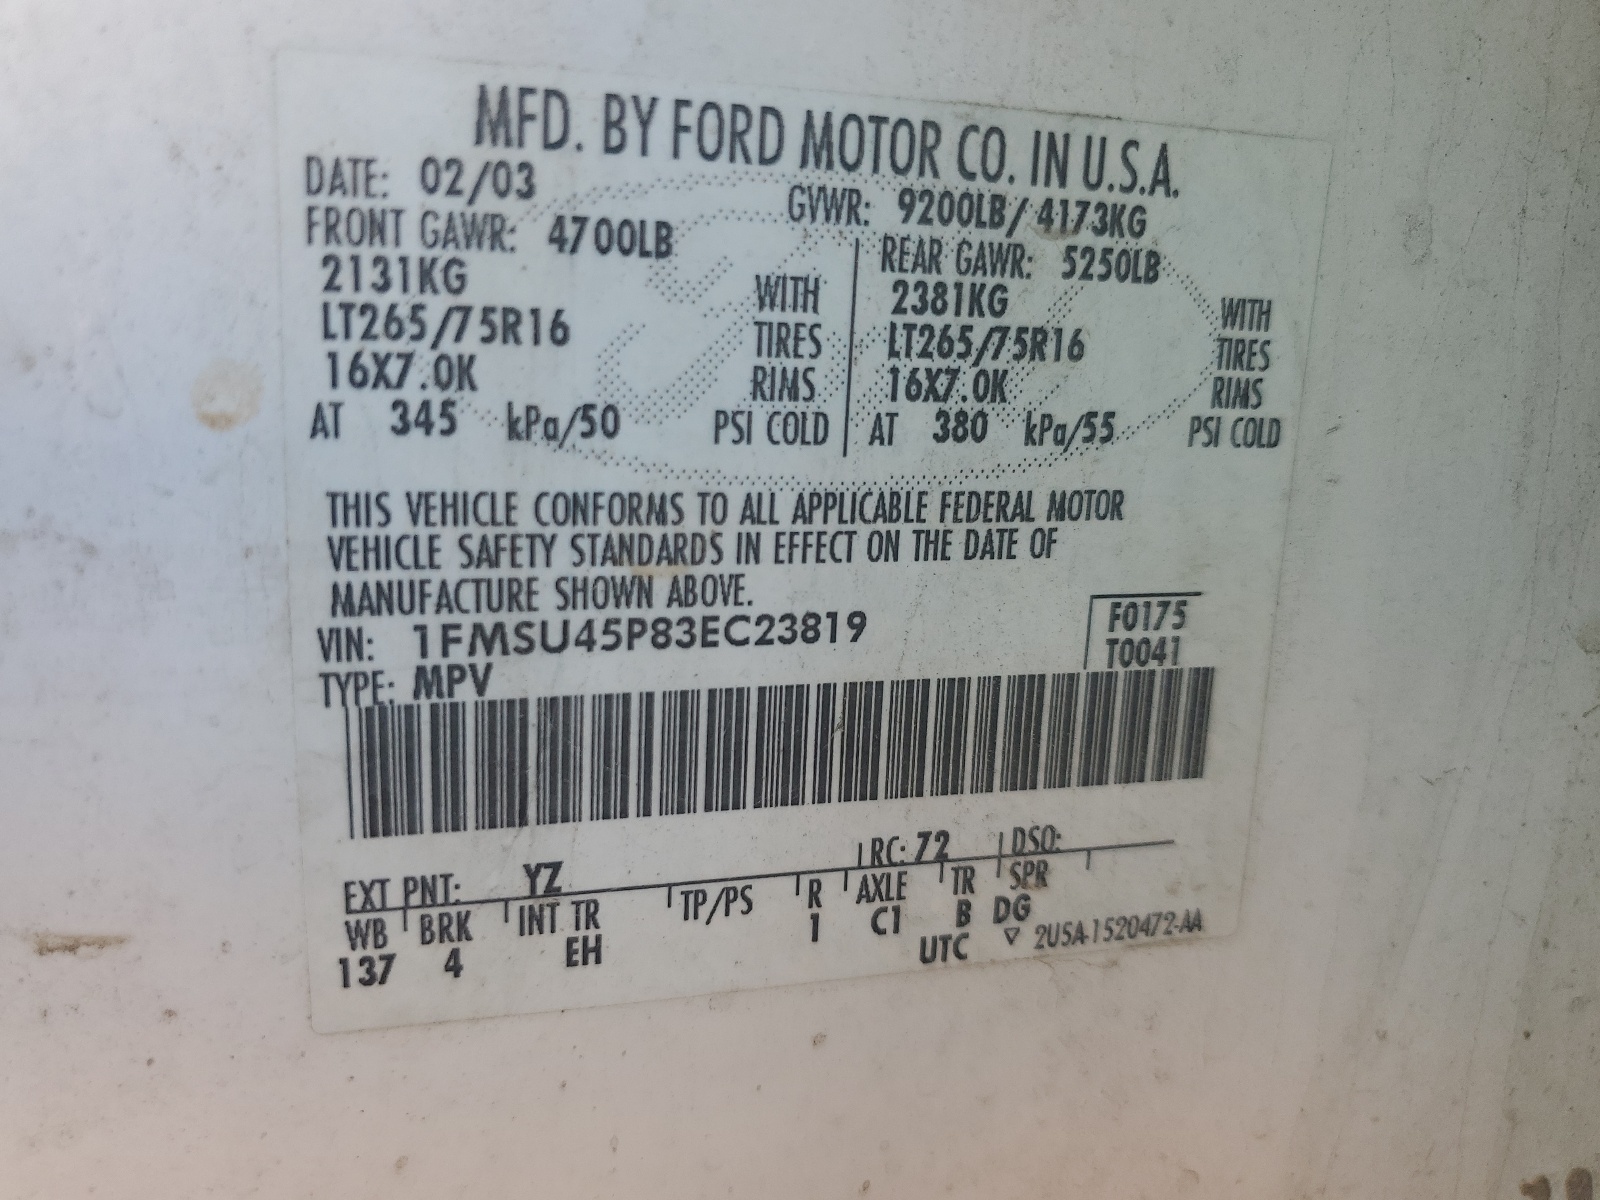 MFD. BY FORD MOTOR CO. IN U.S.A.
DATE: 02/03 GVWR: 9200LB/ 4173KG
FRONT GAWR: 4700LB REAR GAWR: 5250LB
2131KG WITH 2381KG WITH
LT265/75R16 TIRES LT265/75R16 TIRES
16X7.0K RIMS 16X7.0K RIMS
AT 345 kPa/50 PSI COLD AT 380 kPa/55 PSI COLD
THIS VEHICLE CONFORMS TO ALL APPLICABLE FEDERAL MOTOR
VEHICLE SAFETY STANDARDS IN EFFECT ON THE DATE OF
MANUFACTURE SHOWN ABOVE.
VIN: 1FMSU45P83EC23819 F0175
TYPE: MPV T0041
EXT PNT: YZ RC: 72 DSO:
WB BRK INT TR TP/PS R AXLE TR SPR
137 4 EH 1 C1 B DG
UTC ▽ 2U5A-1520472-AA